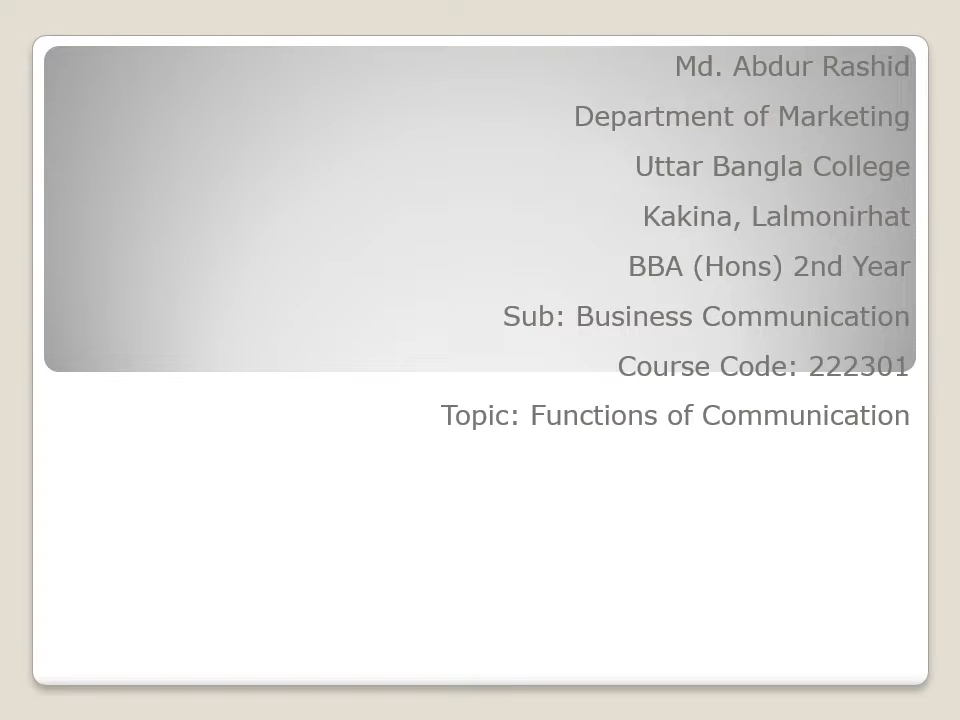 Md. Abdur Rashid
Department of Marketing
Uttar Bangla College
Kakina, Lalmonirhat
BBA (Hons) 2nd Year
Sub: Business Communication
Course Code: 222301
Topic: Functions of Communication